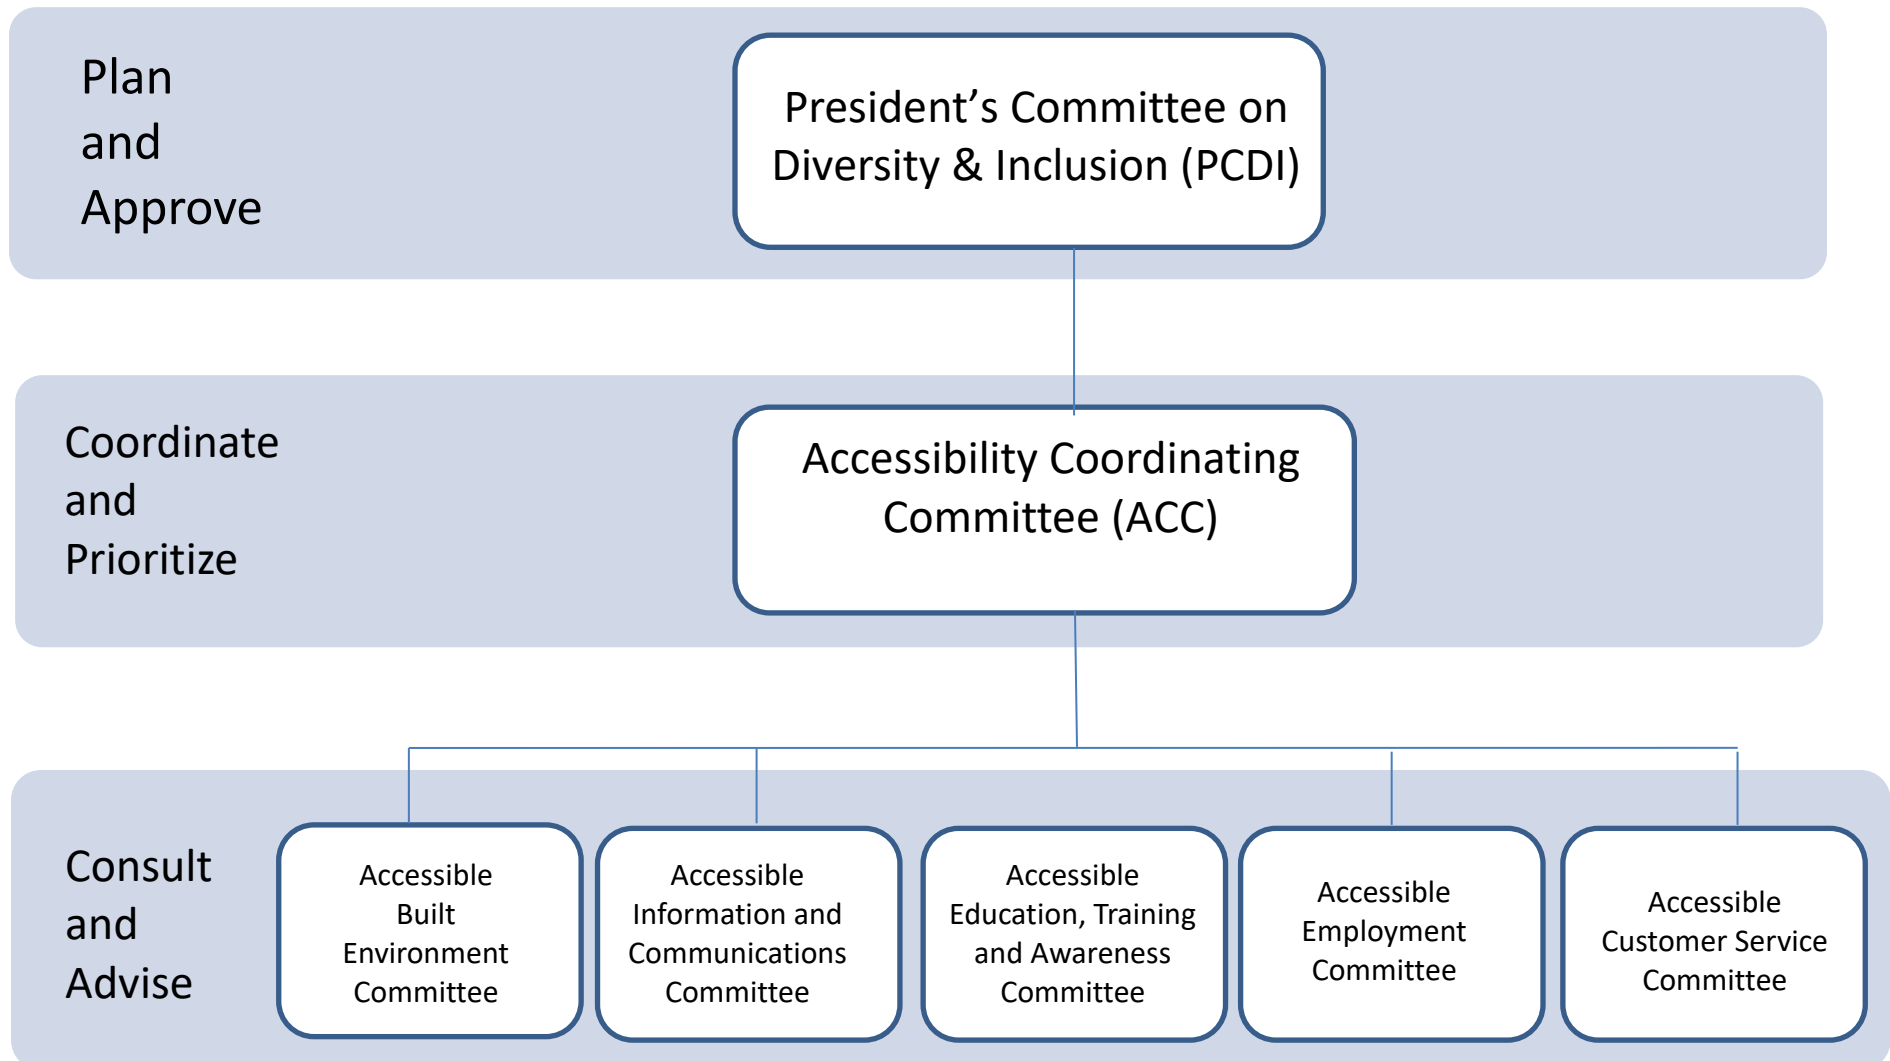 Plan
and
Approve
President’s Committee on
Diversity & Inclusion (PCDI)
Coordinate
and
Prioritize
Accessibility Coordinating
Committee (ACC)
Consult
and
Advise
Accessible
Built
Environment
Committee
Accessible
Information and
Communications
Committee
Accessible
Education, Training
and Awareness
Committee
Accessible
Employment
Committee
Accessible
Customer Service
Committee